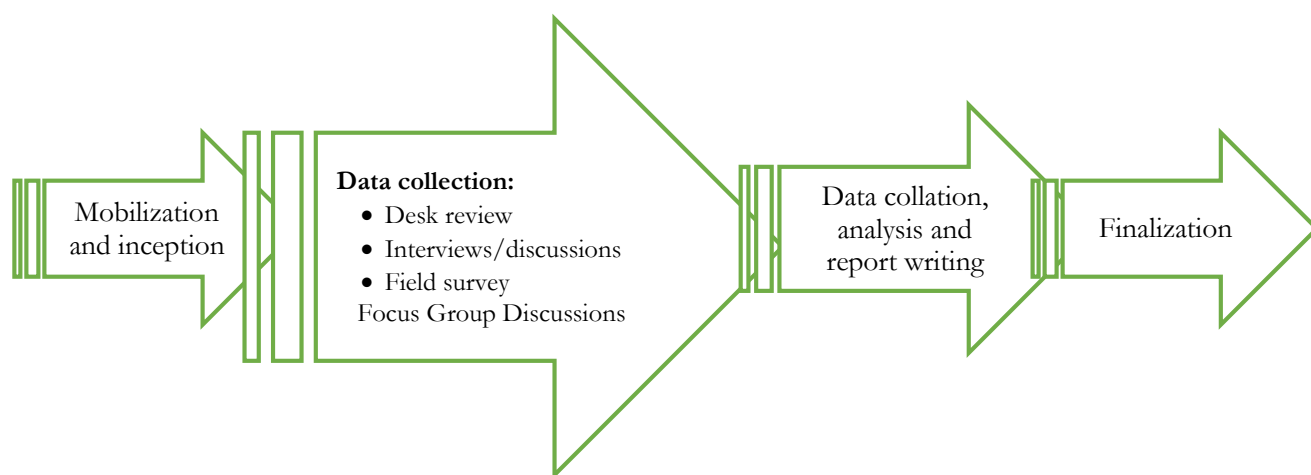 Mobilization
and inception
Data collection:
• Desk review
• Interviews/discussions
• Field survey
Focus Group Discussions
Data collation,
analysis and
report writing
Finalization